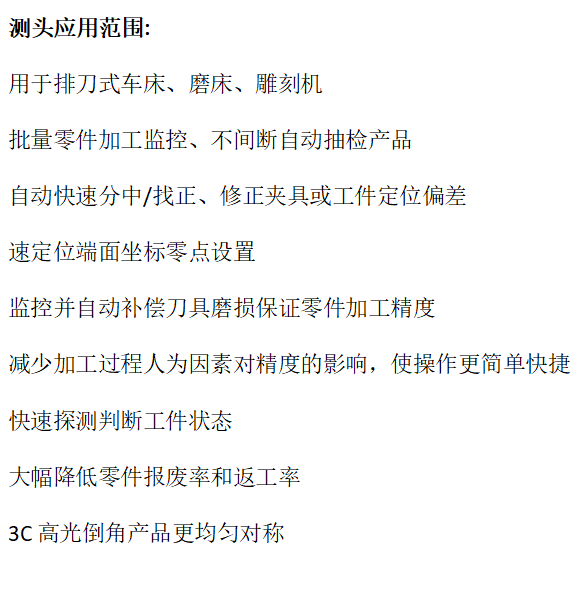 测头应用范围:
用于排刀式车床、磨床、雕刻机
批量零件加工监控、不间断自动抽检产品
自动快速分中/找正、修正夹具或工件定位偏差
速定位端面坐标零点设置
监控并自动补偿刀具磨损保证零件加工精度
减少加工过程人为因素对精度的影响，使操作更简单快捷
快速探测判断工件状态
大幅降低零件报废率和返工率
3C 高光倒角产品更均匀对称